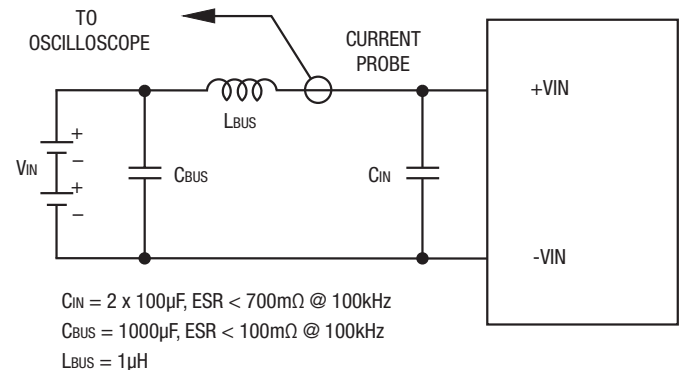 TO
OSCILLOSCOPE
CURRENT
PROBE
+VIN
LBUS
+
VIN
−
+
−
CBUS
CIN
-VIN
CIN = 2 x 100µF, ESR < 700mΩ @ 100kHz
CBUS = 1000µF, ESR < 100mΩ @ 100kHz
LBUS = 1µH